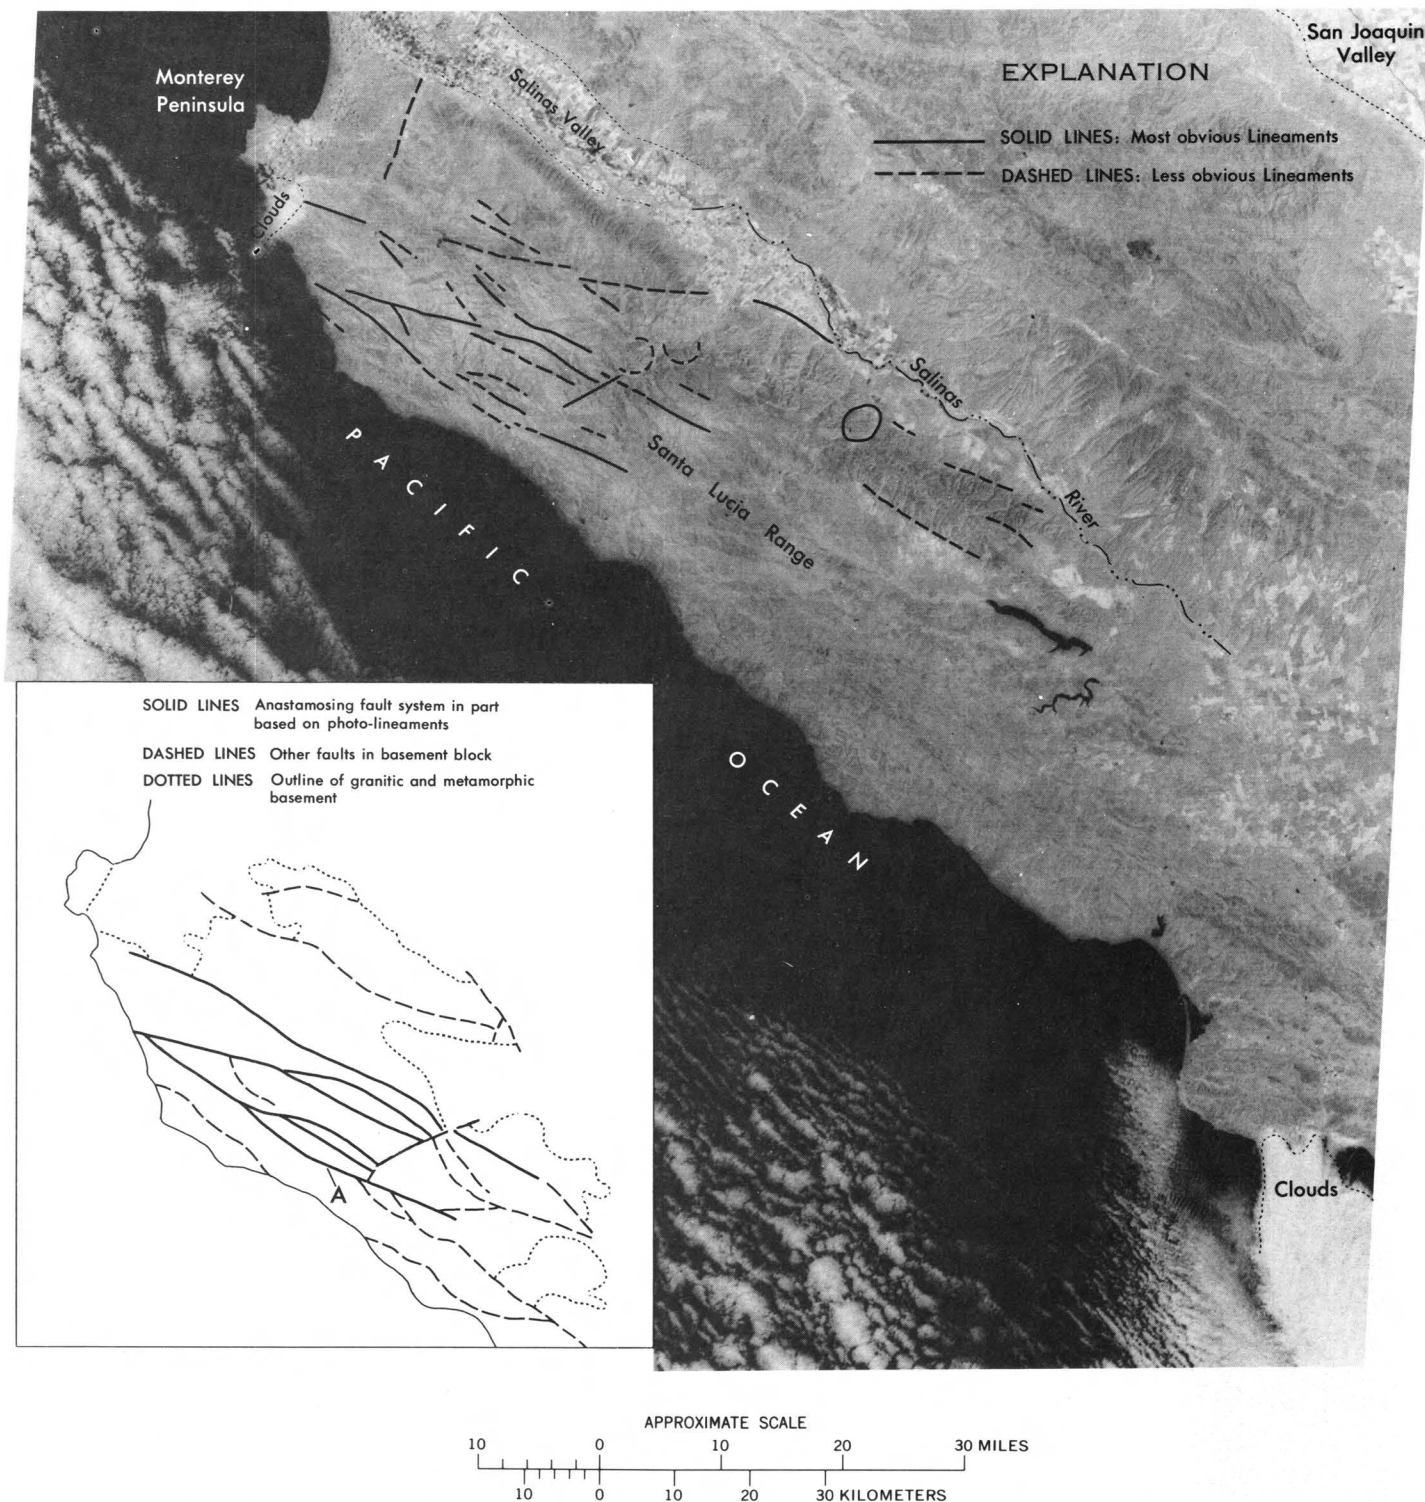 San Joaquin
Valley
Monterey
Peninsula
Salinas Valley
EXPLANATION
SOLID LINES: Most obvious Lineaments
DASHED LINES: Less obvious Lineaments
Clouds
Salinas
River
Santa Lucia Range
PACIFIC
OCEAN
SOLID LINES Anastamosing fault system in part
based on photo-lineaments
DASHED LINES Other faults in basement block
DOTTED LINES Outline of granitic and metamorphic
basement
A
Clouds
APPROXIMATE SCALE
10 0 10 20 30 MILES
10 0 10 20 30 KILOMETERS